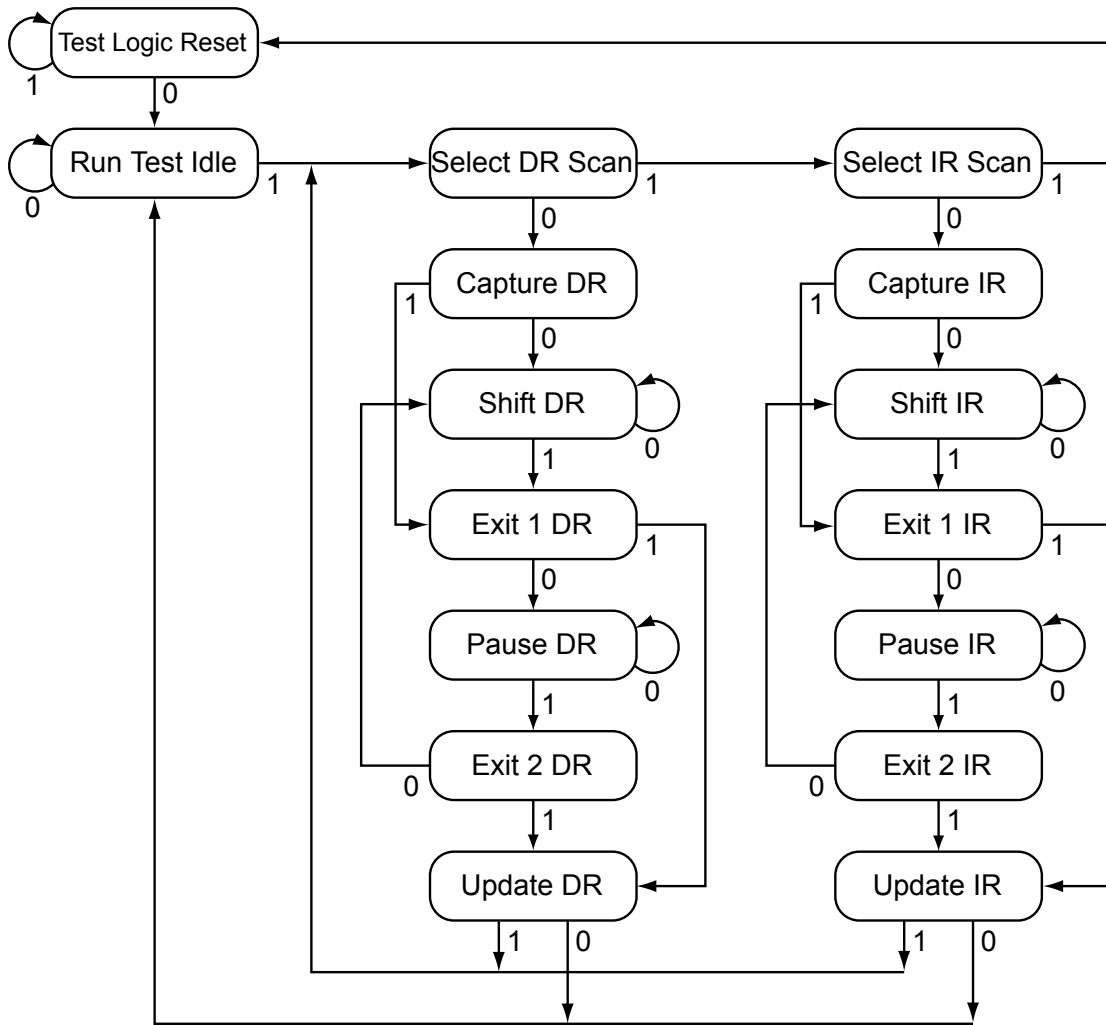 Test Logic Reset
1
0
Run Test Idle
0
1
Select DR Scan
1
0
Select IR Scan
1
0
Capture DR
1
0
Capture IR
1
0
Shift DR
0
1
Shift IR
0
1
Exit 1 DR
1
0
Exit 1 IR
1
0
Pause DR
0
1
Pause IR
0
1
Exit 2 DR
0
1
Exit 2 IR
0
1
Update DR
1
0
Update IR
1
0